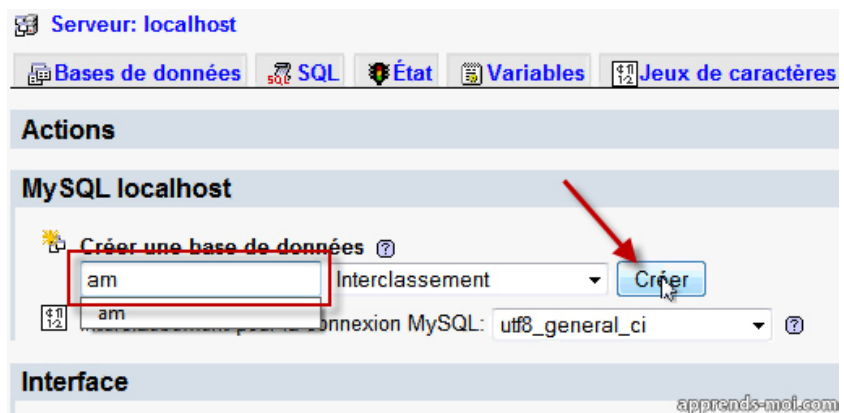 Serveur: localhost
Bases de données SQL État Variables Jeux de caractères
Actions
MySQL localhost
Créer une base de données
am Interclassement Créer
am
connexion MySQL: utf8_general_ci
Interface
apprends-moi.com